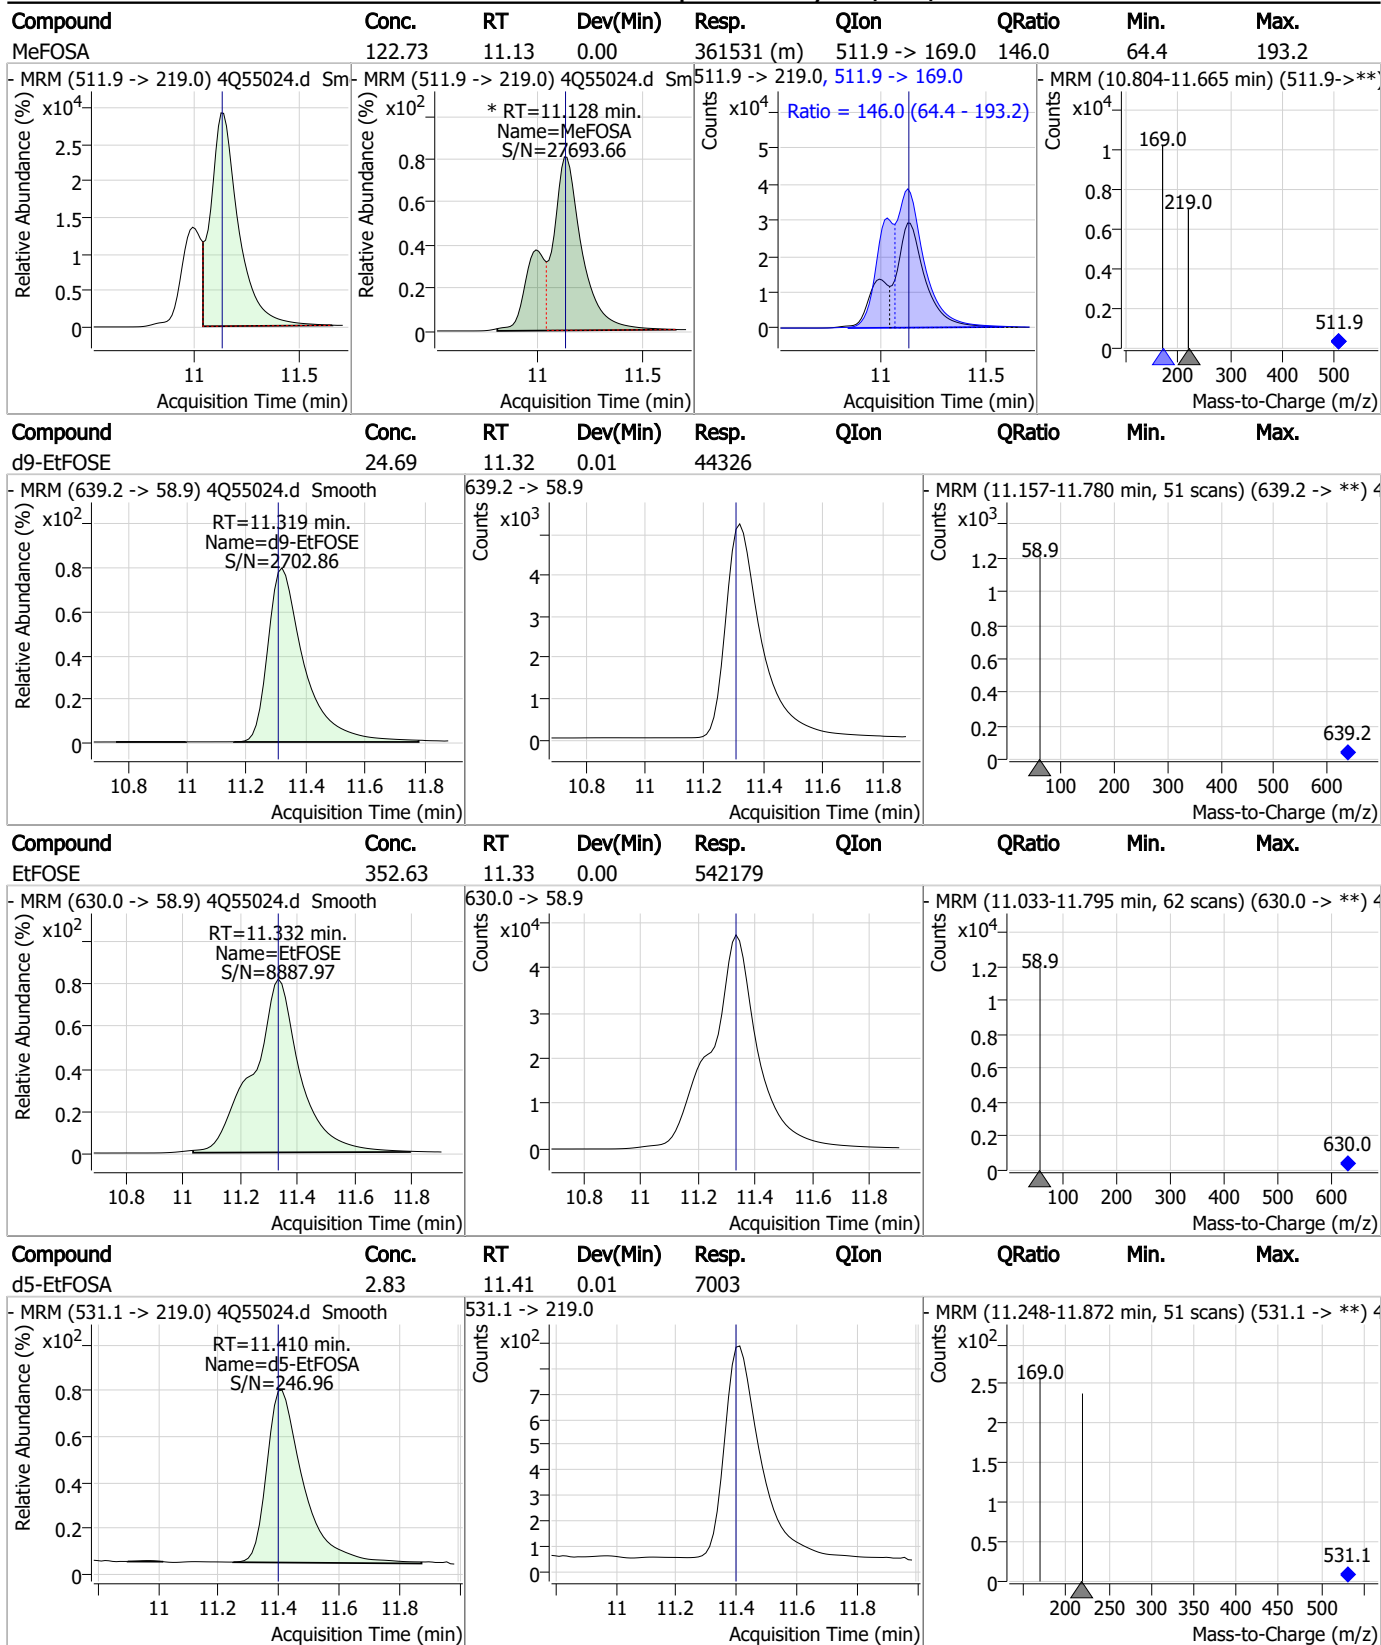 Compound Conc. RT Dev(Min) Resp. QIon QRatio Min. Max.
MeFOSA 122.73 11.13 0.00 361531 (m) 511.9 -> 169.0 146.0 64.4 193.2
- MRM (511.9 -> 219.0) 4Q55024.d Sm
Relative Abundance (%)
x10^4
2.5
2
1.5
1
0.5
0
11 11.5
Acquisition Time (min)
- MRM (511.9 -> 219.0) 4Q55024.d Sm
Relative Abundance (%)
x10^2
* RT=11.128 min.
Name=MeFOSA
S/N=27693.66
0.8
0.6
0.4
0.2
0
11 11.5
Acquisition Time (min)
511.9 -> 219.0, 511.9 -> 169.0
Counts
x10^4
Ratio = 146.0 (64.4 - 193.2)
5
4
3
2
1
0
11 11.5
Acquisition Time (min)
- MRM (10.804-11.665 min) (511.9->**)
Counts
x10^4
169.0
219.0
511.9
1
0.8
0.6
0.4
0.2
0
200 300 400 500
Mass-to-Charge (m/z)
Compound Conc. RT Dev(Min) Resp. QIon QRatio Min. Max.
d9-EtFOSE 24.69 11.32 0.01 44326
- MRM (639.2 -> 58.9) 4Q55024.d Smooth
Relative Abundance (%)
x10^2
RT=11.319 min.
Name=d9-EtFOSE
S/N=2702.86
0.8
0.6
0.4
0.2
0
10.8 11 11.2 11.4 11.6 11.8
Acquisition Time (min)
639.2 -> 58.9
Counts
x10^3
4
3
2
1
0
10.8 11 11.2 11.4 11.6 11.8
Acquisition Time (min)
- MRM (11.157-11.780 min, 51 scans) (639.2 -> **) 4
Counts
x10^3
58.9
639.2
1.2
1
0.8
0.6
0.4
0.2
0
100 200 300 400 500 600
Mass-to-Charge (m/z)
Compound Conc. RT Dev(Min) Resp. QIon QRatio Min. Max.
EtFOSE 352.63 11.33 0.00 542179
- MRM (630.0 -> 58.9) 4Q55024.d Smooth
Relative Abundance (%)
x10^2
RT=11.332 min.
Name=EtFOSE
S/N=8887.97
0.8
0.6
0.4
0.2
0
10.8 11 11.2 11.4 11.6 11.8
Acquisition Time (min)
630.0 -> 58.9
Counts
x10^4
4
3
2
1
0
10.8 11 11.2 11.4 11.6 11.8
Acquisition Time (min)
- MRM (11.033-11.795 min, 62 scans) (630.0 -> **) 4
Counts
x10^4
58.9
630.0
1.2
1
0.8
0.6
0.4
0.2
0
100 200 300 400 500 600
Mass-to-Charge (m/z)
Compound Conc. RT Dev(Min) Resp. QIon QRatio Min. Max.
d5-EtFOSA 2.83 11.41 0.01 7003
- MRM (531.1 -> 219.0) 4Q55024.d Smooth
Relative Abundance (%)
x10^2
RT=11.410 min.
Name=d5-EtFOSA
S/N=246.96
0.8
0.6
0.4
0.2
0
11 11.2 11.4 11.6 11.8
Acquisition Time (min)
531.1 -> 219.0
Counts
x10^2
7
6
5
4
3
2
1
0
11 11.2 11.4 11.6 11.8
Acquisition Time (min)
- MRM (11.248-11.872 min, 51 scans) (531.1 -> **) 4
Counts
x10^2
169.0
531.1
2.5
2
1.5
1
0.5
0
200 250 300 350 400 450 500
Mass-to-Charge (m/z)